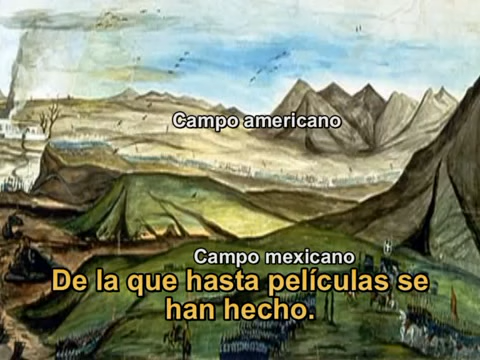 Campo americano
Campo mexicano
De la que hasta películas se
han hecho.